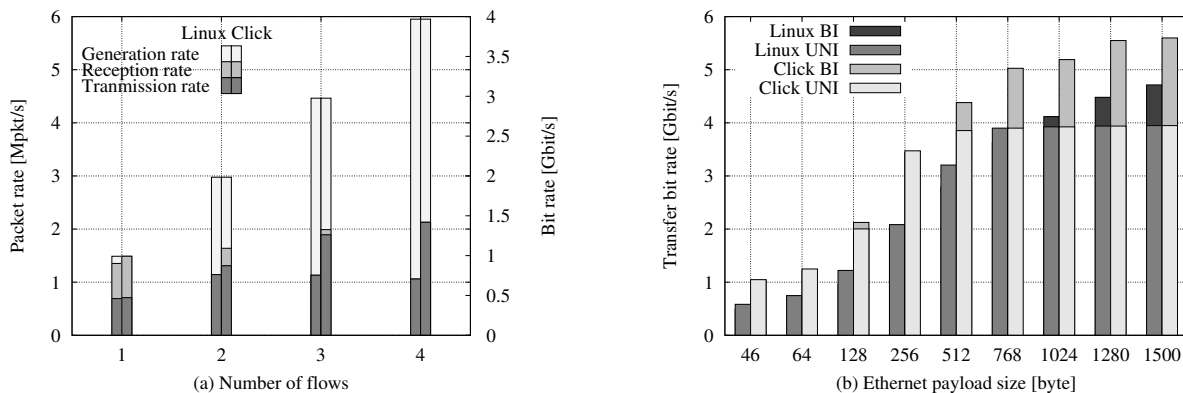 6
5
4
3
2
1
0
Packet rate [Mpkt/s]
Linux Click
Generation rate
Reception rate
Tranmission rate
4
3.5
3
2.5
2
1.5
1
0.5
0
Bit rate [Gbit/s]
1 2 3 4
(a) Number of flows
6
5
4
3
2
1
0
Transfer bit rate [Gbit/s]
Linux BI
Linux UNI
Click BI
Click UNI
46 64 128 256 512 768 1024 1280 1500
(b) Ethernet payload size [byte]